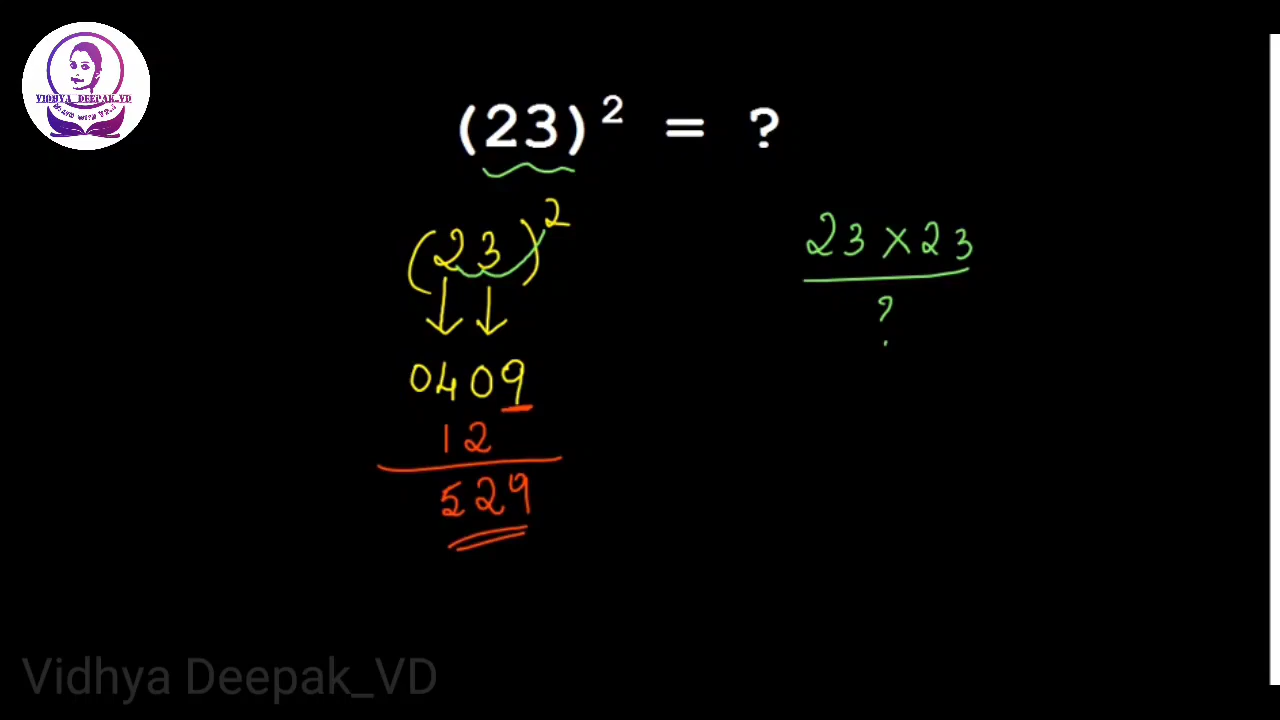 VIDHYA_DEEPAK_VD
(23)² = ?
(23)²
23 × 23
?
0409
12
529
Vidhya Deepak_VD